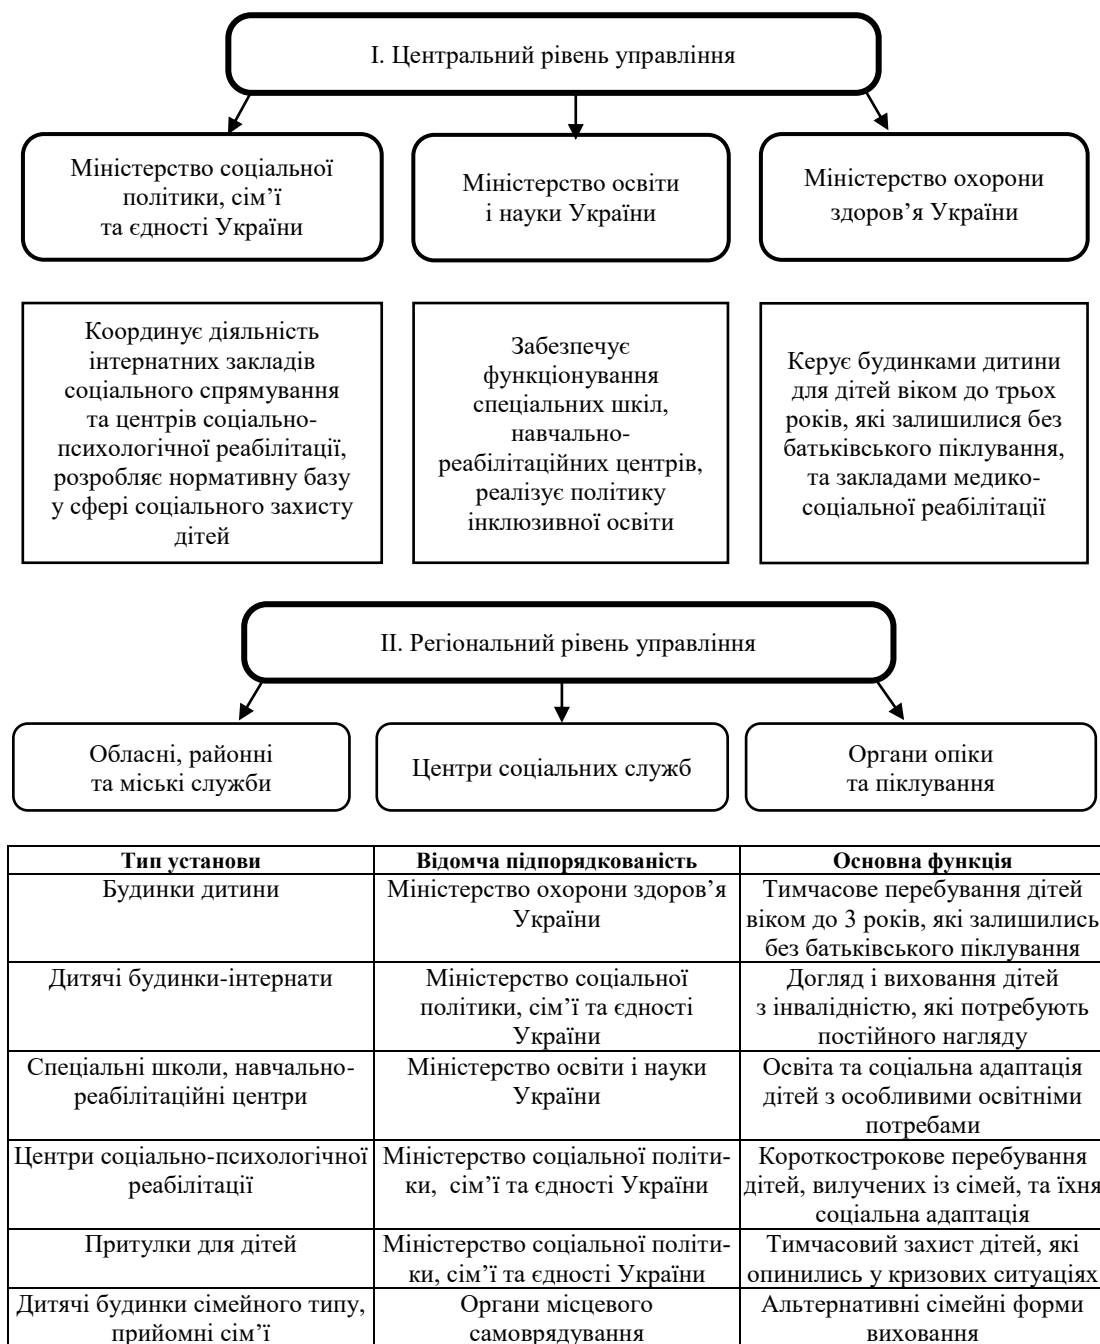 І. Центральний рівень управління
Міністерство соціальної
політики, сім’ї
та єдності України
Міністерство освіти
і науки України
Міністерство охорони
здоров’я України
Координує діяльність
інтернатних закладів
соціального спрямування
та центрів соціально-
психологічної реабілітації,
розробляє нормативну базу
у сфері соціального захисту
дітей
Забезпечує
функціонування
спеціальних шкіл,
навчально-
реабілітаційних центрів,
реалізує політику
інклюзивної освіти
Керує будинками дитини
для дітей віком до трьох
років, які залишилися без
батьківського піклування,
та закладами медико-
соціальної реабілітації
ІІ. Регіональний рівень управління
Обласні, районні
та міські служби
Центри соціальних служб
Органи опіки
та піклування
Тип установи
Відомча підпорядкованість
Основна функція
Будинки дитини
Міністерство охорони здоров’я
України
Тимчасове перебування дітей
віком до 3 років, які залишились
без батьківського піклування
Дитячі будинки-інтернати
Міністерство соціальної
політики, сім’ї та єдності
України
Догляд і виховання дітей
з інвалідністю, які потребують
постійного нагляду
Спеціальні школи, навчально-
реабілітаційні центри
Міністерство освіти і науки
України
Освіта та соціальна адаптація
дітей з особливими освітніми
потребами
Центри соціально-психологічної
реабілітації
Міністерство соціальної політи-
ки, сім’ї та єдності України
Короткострокове перебування
дітей, вилучених із сімей, та їхня
соціальна адаптація
Притулки для дітей
Міністерство соціальної політи-
ки, сім’ї та єдності України
Тимчасовий захист дітей, які
опинились у кризових ситуаціях
Дитячі будинки сімейного типу,
прийомні сім’ї
Органи місцевого
самоврядування
Альтернативні сімейні форми
виховання